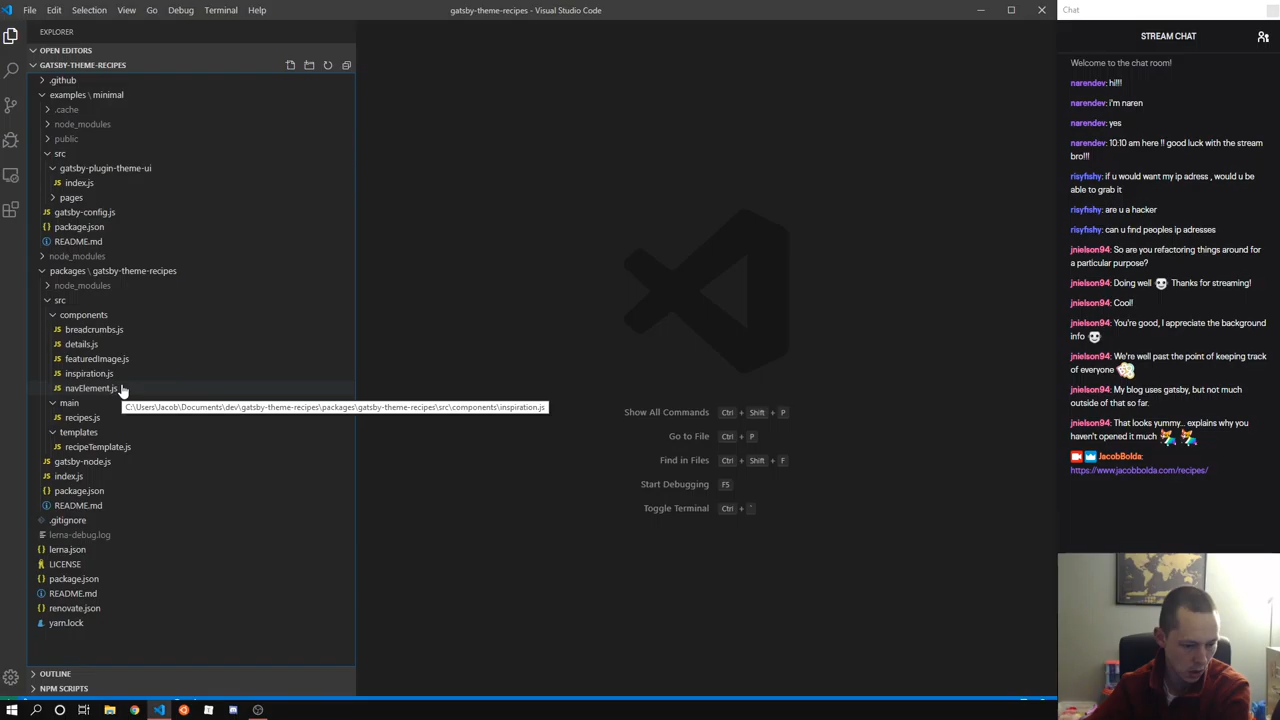 File Edit Selection View Go Debug Terminal Help
gatsby-theme-recipes - Visual Studio Code
EXPLORER
OPEN EDITORS
GATSBY-THEME-RECIPES
.github
examples \ minimal
.cache
node_modules
public
src
gatsby-plugin-theme-ui
JS index.js
pages
JS gatsby-config.js
{} package.json
README.md
node_modules
packages \ gatsby-theme-recipes
node_modules
src
components
JS breadcrumbs.js
JS details.js
JS featuredImage.js
JS inspiration.js
JS navElement.js
main
C:\Users\Jacob\Documents\dev\gatsby-theme-recipes\packages\gatsby-theme-recipes\src\components\inspiration.js
JS recipes.js
templates
JS recipeTemplate.js
JS gatsby-node.js
JS index.js
{} package.json
README.md
.gitignore
lerna-debug.log
{} lerna.json
LICENSE
{} package.json
README.md
renovate.json
yarn.lock
OUTLINE
NPM SCRIPTS
Show All Commands Ctrl + Shift + P
Go to File Ctrl + P
Find in Files Ctrl + Shift + F
Start Debugging F5
Toggle Terminal Ctrl + `
Chat
STREAM CHAT
Welcome to the chat room!
narendev: hi!!!
narendev: i'm naren
narendev: yes
narendev: 10:10 am here !! good luck with the stream
bro!!!
risyfishy: if u would want my ip adress , would u be
able to grab it
risyfishy: are u a hacker
risyfishy: can u find peoples ip adresses
jnielson94: So are you refactoring things around for
a particular purpose?
jnielson94: Doing well Thanks for streaming!
jnielson94: Cool!
jnielson94: You're good, I appreciate the background
info
jnielson94: We're well past the point of keeping track
of everyone
jnielson94: My blog uses gatsby, but not much
outside of that so far.
jnielson94: That looks yummy... explains why you
haven't opened it much
JacobBolda:
https://www.jacobbolda.com/recipes/